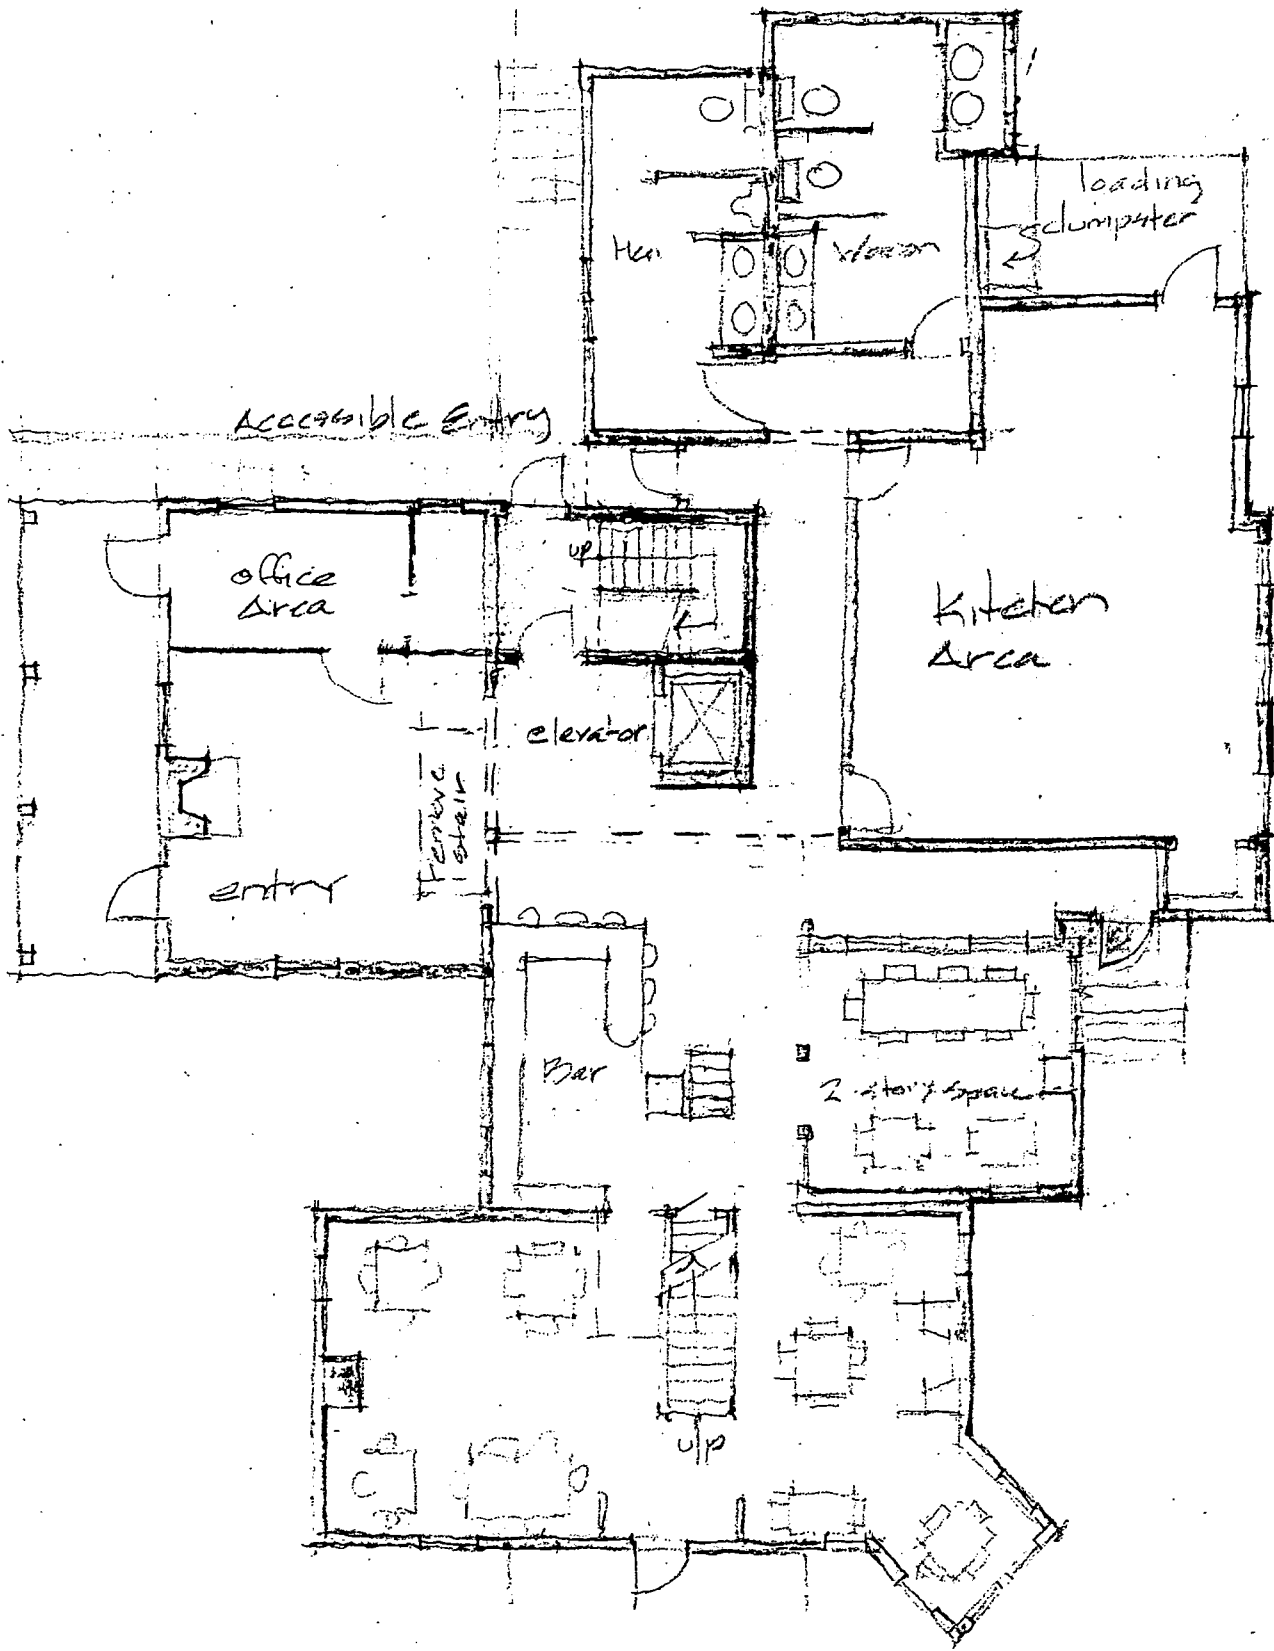 loading
dumpster
Men
Women
Accessible Entry
up
office
Area
Kitchen
Area
elevator
remove
stair
entry
Bar
2-story space
up